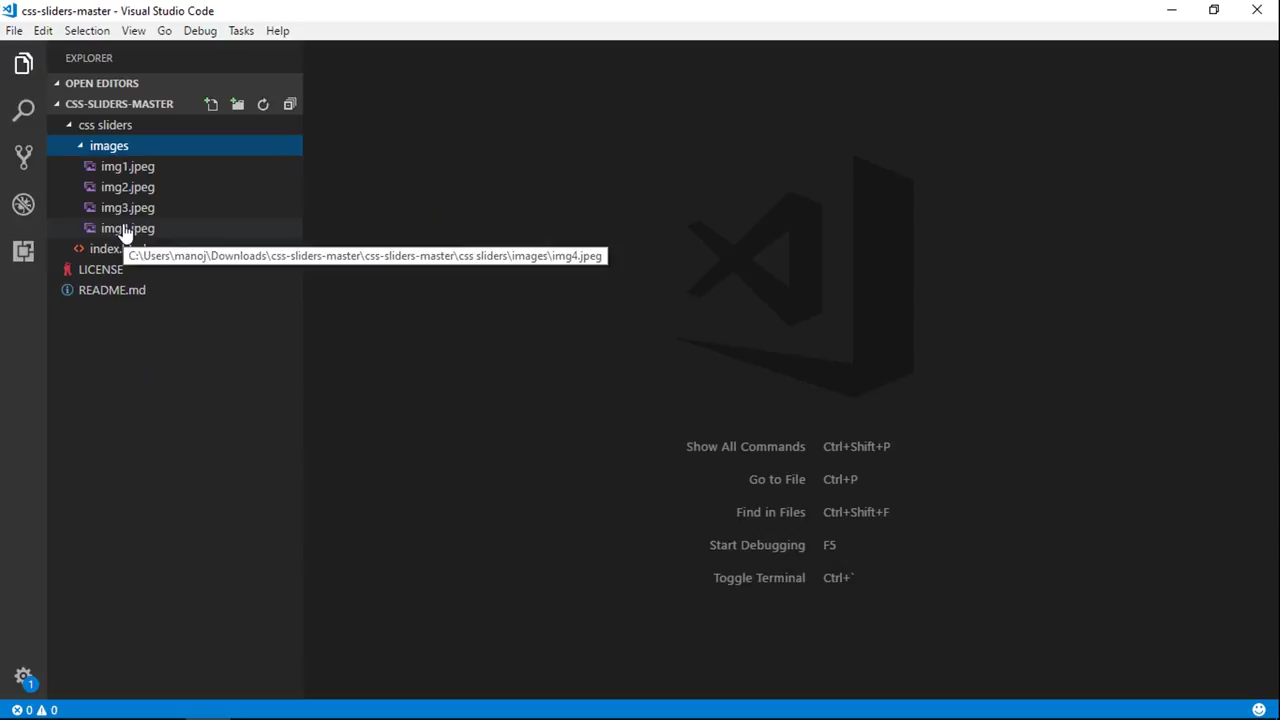 css-sliders-master - Visual Studio Code
File Edit Selection View Go Debug Tasks Help
EXPLORER
OPEN EDITORS
CSS-SLIDERS-MASTER
css sliders
images
img1.jpeg
img2.jpeg
img3.jpeg
img4.jpeg
C:\Users\manoj\Downloads\css-sliders-master\css-sliders-master\css sliders\images\img4.jpeg
LICENSE
README.md
Show All Commands Ctrl+Shift+P
Go to File Ctrl+P
Find in Files Ctrl+Shift+F
Start Debugging F5
Toggle Terminal Ctrl+`
1
0 0